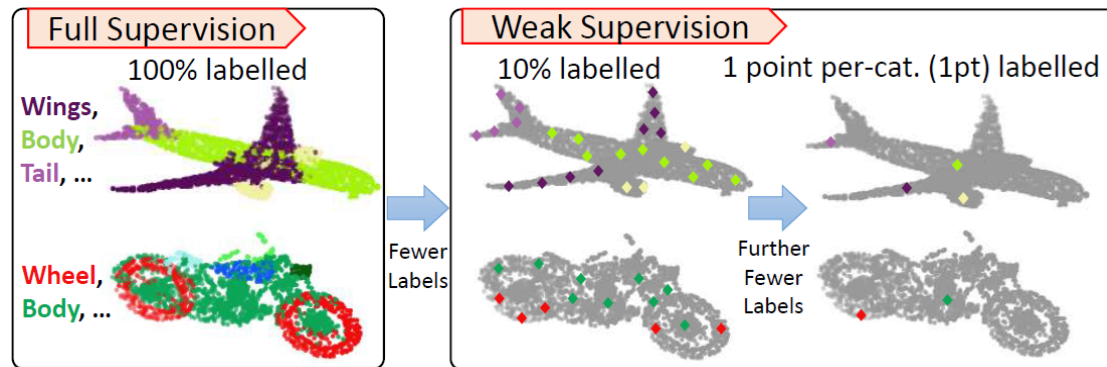 Full Supervision
100% labelled
Wings,
Body,
Tail, ...
Wheel,
Body, ...
Fewer
Labels
Weak Supervision
10% labelled
1 point per-cat. (1pt) labelled
Further
Fewer
Labels